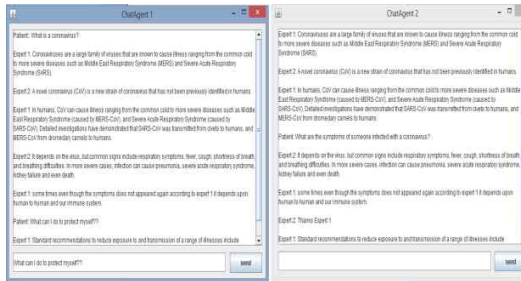 ChatAgent 1
Patient: What is a coronavirus?
Expert 1: Coronaviruses are a large family of viruses that are known to cause illness ranging from the common cold
to more severe diseases such as Middle East Respiratory Syndrome (MERS) and Severe Acute Respiratory
Syndrome (SARS).
Expert 2: A novel coronavirus (CoV) is a new strain of coronavirus that has not been previously identified in humans.
Expert 1: In humans, CoV can cause illness ranging from the common cold to more severe diseases such as Middle
East Respiratory Syndrome (caused by MERS-CoV), and Severe Acute Respiratory Syndrome (caused by
SARS-CoV). Detailed investigations have demonstrated that SARS-CoV was transmitted from civets to humans, and
MERS-CoV from dromedary camels to humans.
Expert 2: It depends on the virus, but common signs include respiratory symptoms, fever, cough, shortness of breath,
and breathing difficulties. In more severe cases, infection can cause pneumonia, severe acute respiratory syndrome,
kidney failure and even death.
Expert 1: some times even though the symptoms does not appeared again according to expert 1 it depends upon
human to human and our immune system
Patient: What can I do to protect myself??
Expert 1: Standard recommendations to reduce exposure to and transmission of a range of illnesses include
What can I do to protect myself??
send
ChatAgent 2
Expert 1: Coronaviruses are a large family of viruses that are known to cause illness ranging from the common cold
to more severe diseases such as Middle East Respiratory Syndrome (MERS) and Severe Acute Respiratory
Syndrome (SARS).
Expert 2: A novel coronavirus (CoV) is a new strain of coronavirus that has not been previously identified in humans.
Expert 1: In humans, CoV can cause illness ranging from the common cold to more severe diseases such as Middle
East Respiratory Syndrome (caused by MERS-CoV), and Severe Acute Respiratory Syndrome (caused by
SARS-CoV). Detailed investigations have demonstrated that SARS-CoV was transmitted from civets to humans, and
MERS-CoV from dromedary camels to humans.
Patient: What are the symptoms of someone infected with a coronavirus?
Expert 2: It depends on the virus, but common signs include respiratory symptoms, fever, cough, shortness of breath,
and breathing difficulties. In more severe cases, infection can cause pneumonia, severe acute respiratory syndrome,
kidney failure and even death.
Expert 1: some times even though the symptoms does not appeared again according to expert 1 it depends upon
human to human and our immune system
Expert 2: Expert 1
Expert 1: Standard recommendations to reduce exposure to and transmission of a range of illnesses include
send